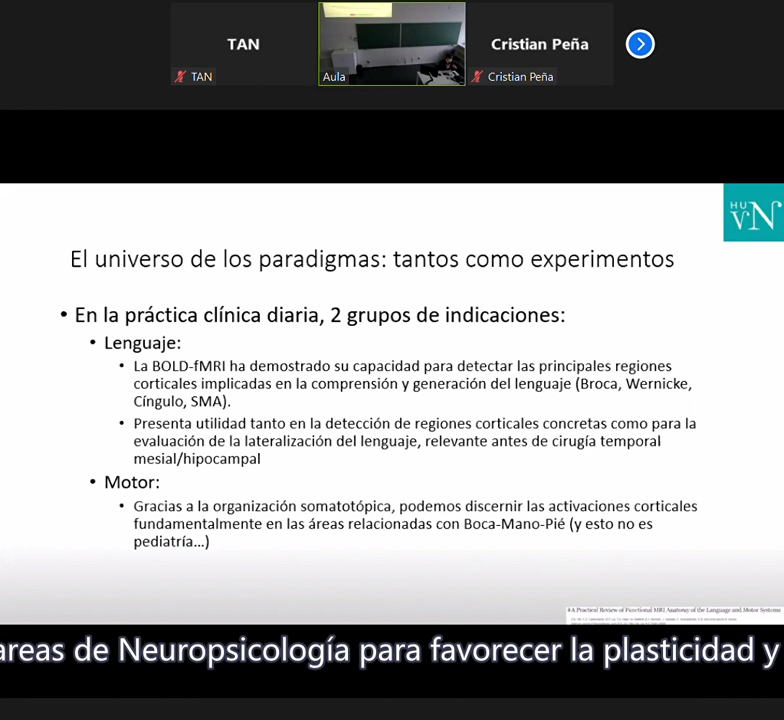 TAN
Cristian Peña
TAN
Aula
Cristian Peña
HU
VN
El universo de los paradigmas: tantos como experimentos
• En la práctica clínica diaria, 2 grupos de indicaciones:
• Lenguaje:
• La BOLD-fMRI ha demostrado su capacidad para detectar las principales regiones
corticales implicadas en la comprensión y generación del lenguaje (Broca, Wernicke,
Cíngulo, SMA).
• Presenta utilidad tanto en la detección de regiones corticales concretas como para la
evaluación de la lateralización del lenguaje, relevante antes de cirugía temporal
mesial/hipocampal
• Motor:
• Gracias a la organización somatotópica, podemos discernir las activaciones corticales
fundamentalmente en las áreas relacionadas con Boca-Mano-Pié (y esto no es
pediatría...)
A Practical Review of Functional MRI Anatomy of the Language and Motor Systems
areas de Neuropsicología para favorecer la plasticidad y